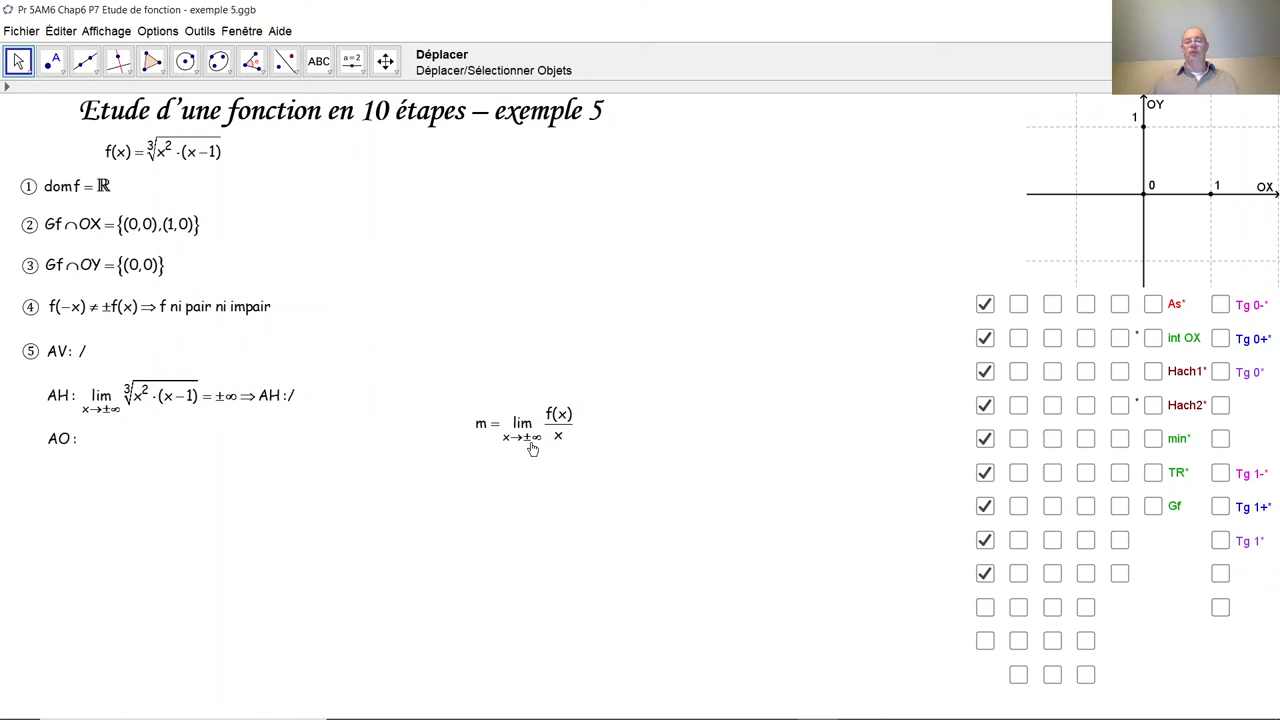 Pr 5AM6 Chap6 P7 Etude de fonction - exemple 5.ggb
Fichier Éditer Affichage Options Outils Fenêtre Aide
A ABC a=2 Déplacer
Déplacer/Sélectionner Objets
Etude d'une fonction en 10 étapes – exemple 5
f(x) = ∛(x² · (x − 1))
① dom f = ℝ
② Gf ∩ OX = {(0,0),(1,0)}
③ Gf ∩ OY = {(0,0)}
④ f(−x) ≠ ±f(x) ⇒ f ni pair ni impair
⑤ AV: /
AH: lim x→±∞ ∛(x² · (x − 1)) = ±∞ ⇒ AH :/
AO :
m = lim x→±∞ f(x)/x
OY
1
0 1 OX
As* Tg 0-*
* int OX Tg 0+*
Hach1* Tg 0*
* Hach2*
min*
TR* Tg 1-*
Gf Tg 1+*
Tg 1*